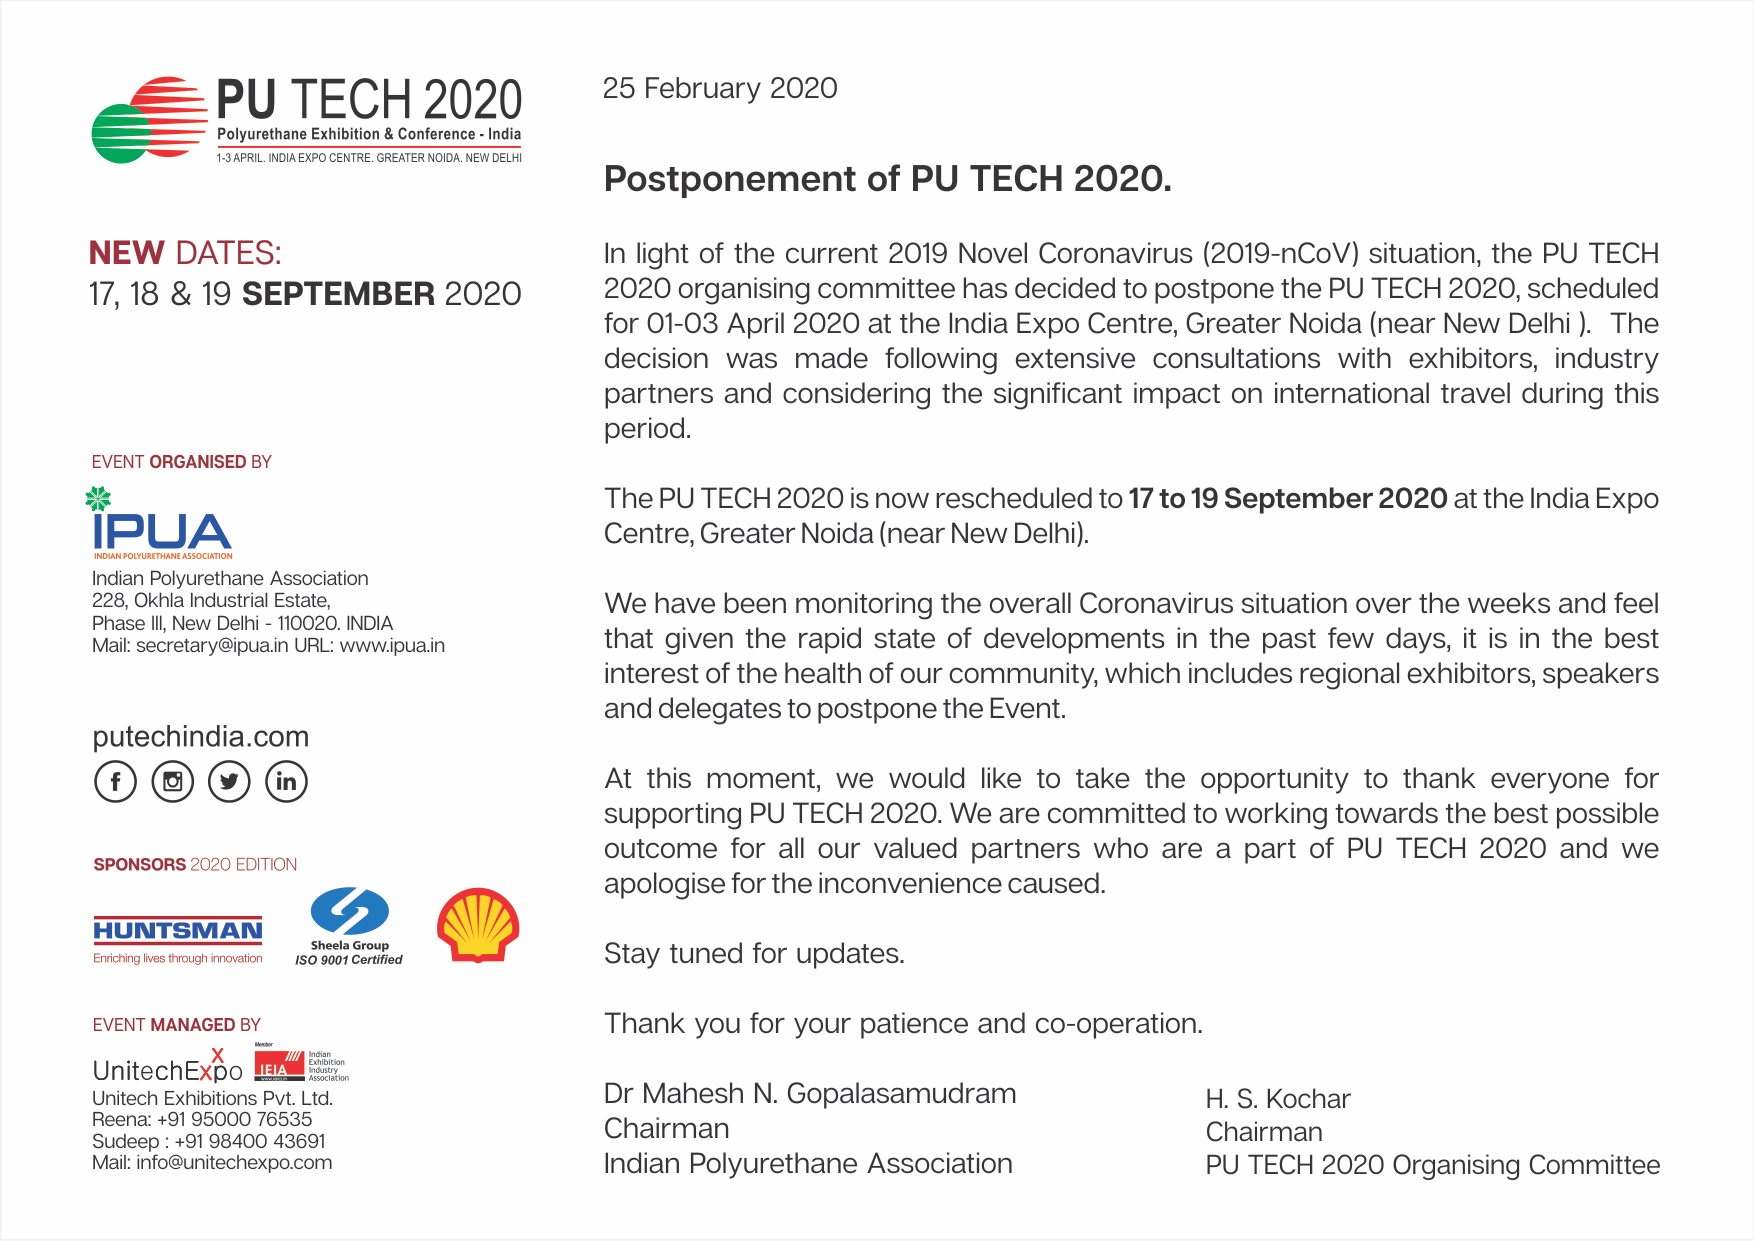 PU TECH 2020
Polyurethane Exhibition & Conference - India
1-3 APRIL. INDIA EXPO CENTRE. GREATER NOIDA. NEW DELHI
NEW DATES:
17, 18 & 19 SEPTEMBER 2020
EVENT ORGANISED BY
IPUA
INDIAN POLYURETHANE ASSOCIATION
Indian Polyurethane Association
228, Okhla Industrial Estate,
Phase III, New Delhi - 110020. INDIA
Mail: secretary@ipua.in URL: www.ipua.in
putechindia.com
SPONSORS 2020 EDITION
HUNTSMAN
Enriching lives through innovation
Sheela Group
ISO 9001 Certified
EVENT MANAGED BY
UnitechExpo
x
Member
IEIA
Indian
Exhibition
Industry
Association
Unitech Exhibitions Pvt. Ltd.
Reena: +91 95000 76535
Sudeep : +91 98400 43691
Mail: info@unitechexpo.com
25 February 2020
Postponement of PU TECH 2020.
In light of the current 2019 Novel Coronavirus (2019-nCoV) situation, the PU TECH
2020 organising committee has decided to postpone the PU TECH 2020, scheduled
for 01-03 April 2020 at the India Expo Centre, Greater Noida (near New Delhi ). The
decision was made following extensive consultations with exhibitors, industry
partners and considering the significant impact on international travel during this
period.
The PU TECH 2020 is now rescheduled to 17 to 19 September 2020 at the India Expo
Centre, Greater Noida (near New Delhi).
We have been monitoring the overall Coronavirus situation over the weeks and feel
that given the rapid state of developments in the past few days, it is in the best
interest of the health of our community, which includes regional exhibitors, speakers
and delegates to postpone the Event.
At this moment, we would like to take the opportunity to thank everyone for
supporting PU TECH 2020. We are committed to working towards the best possible
outcome for all our valued partners who are a part of PU TECH 2020 and we
apologise for the inconvenience caused.
Stay tuned for updates.
Thank you for your patience and co-operation.
Dr Mahesh N. Gopalasamudram
Chairman
Indian Polyurethane Association
H. S. Kochar
Chairman
PU TECH 2020 Organising Committee